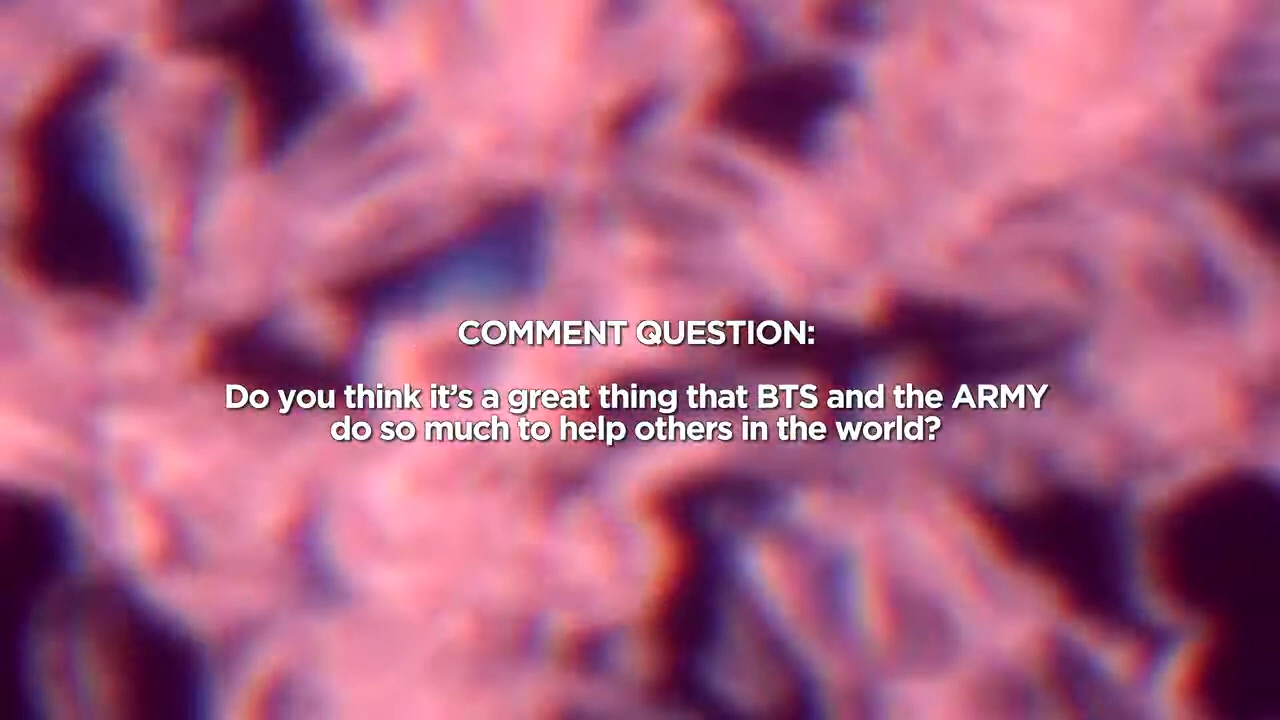 COMMENT QUESTION:
Do you think it’s a great thing that BTS and the ARMY
do so much to help others in the world?